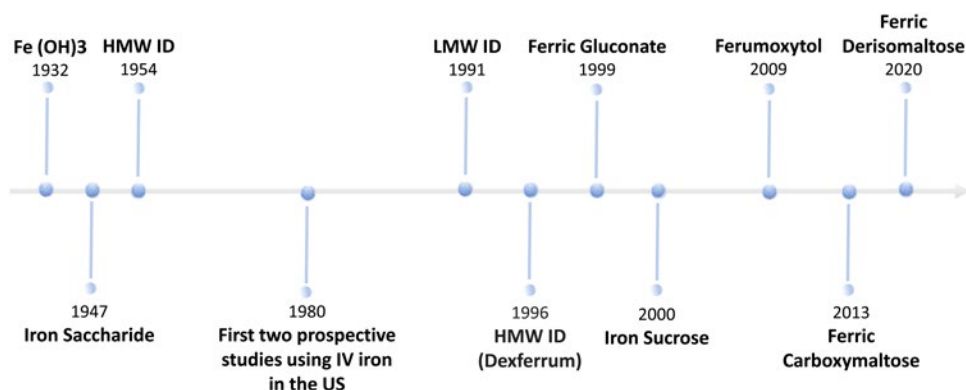 Fe (OH)3
1932
HMW ID
1954
LMW ID
1991
Ferric Gluconate
1999
Ferumoxytol
2009
Ferric
Derisomaltose
2020
1947
Iron Saccharide
1980
First two prospective
studies using IV iron
in the US
1996
HMW ID
(Dexferrum)
2000
Iron Sucrose
2013
Ferric
Carboxymaltose